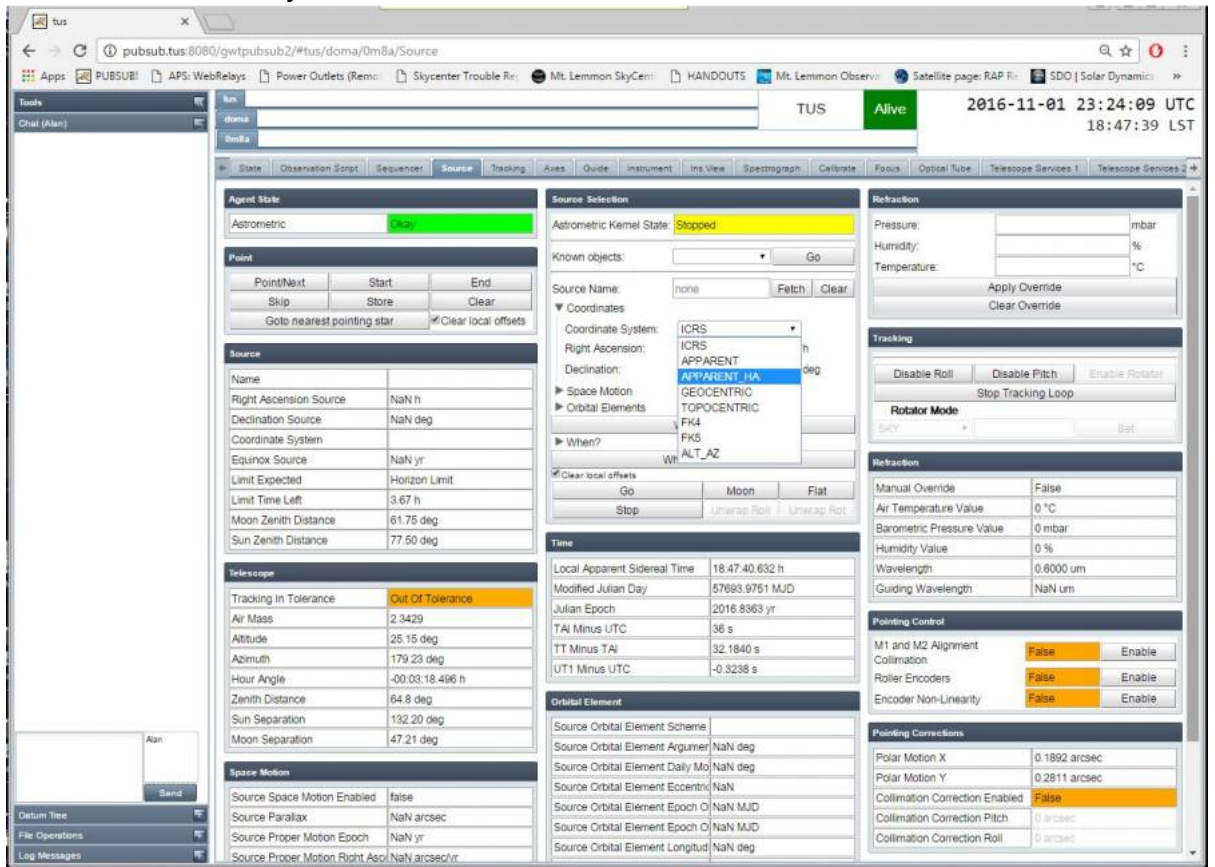 tus
pubsub.tus:8080/gwtpubsub2/#tus/doma/0m8a/Source
Apps PUBSUB! APS: WebRelays Power Outlets (Remo Skycenter Trouble Re Mt. Lemmon SkyCent HANDOUTS Mt. Lemmon Observa Satellite page: RAP R SDO | Solar Dynamic »
Tools
Chat (Alan)
tus
doma
0m8a
TUS
Alive
2016-11-01 23:24:09 UTC
18:47:39 LST
State Observation Script Sequencer Source Tracking Axes Guide Instrument Ins View Spectrograph Calibrate Focus Optical Tube Telescope Services 1 Telescope Services 2
Agent State
Astrometric Okay
Point
Point/Next Start End
Skip Store Clear
Goto nearest pointing star Clear local offsets
Source
Name
Right Ascension Source NaN h
Declination Source NaN deg
Coordinate System
Equinox Source NaN yr
Limit Expected Horizon Limit
Limit Time Left 3.67 h
Moon Zenith Distance 61.75 deg
Sun Zenith Distance 77.50 deg
Telescope
Tracking In Tolerance Out Of Tolerance
Air Mass 2.3429
Altitude 25.15 deg
Azimuth 179.23 deg
Hour Angle -00:03:18.496 h
Zenith Distance 64.8 deg
Sun Separation 132.20 deg
Moon Separation 47.21 deg
Space Motion
Source Space Motion Enabled false
Source Parallax NaN arcsec
Source Proper Motion Epoch NaN yr
Source Proper Motion Right Asc NaN arcsec/yr
Source Selection
Astrometric Kernel State: Stopped
Known objects: Go
Source Name: none Fetch Clear
Coordinates
Coordinate System: ICRS
Right Ascension: h
Declination: deg
ICRS
APPARENT
APPARENT_HA
GEOCENTRIC
TOPOCENTRIC
FK4
FK5
ALT_AZ
Space Motion
Orbital Elements
When?
Clear local offsets
Go Moon Flat
Stop Unwrap Roll Unwrap Rot
Time
Local Apparent Sidereal Time 18:47:40.632 h
Modified Julian Day 57693.9751 MJD
Julian Epoch 2016.8363 yr
TAI Minus UTC 36 s
TT Minus TAI 32.1840 s
UT1 Minus UTC -0.3238 s
Orbital Element
Source Orbital Element Scheme
Source Orbital Element Argumer NaN deg
Source Orbital Element Daily Mo NaN deg
Source Orbital Element Eccentric NaN
Source Orbital Element Epoch O NaN MJD
Source Orbital Element Epoch O NaN MJD
Source Orbital Element Longitud NaN deg
Refraction
Pressure: mbar
Humidity: %
Temperature: °C
Apply Override
Clear Override
Tracking
Disable Roll Disable Pitch Enable Rotator
Stop Tracking Loop
Rotator Mode
SKY Set
Refraction
Manual Override False
Air Temperature Value 0 °C
Barometric Pressure Value 0 mbar
Humidity Value 0 %
Wavelength 0.6000 um
Guiding Wavelength NaN um
Pointing Control
M1 and M2 Alignment
Collimation False Enable
Roller Encoders False Enable
Encoder Non-Linearity False Enable
Pointing Corrections
Polar Motion X 0.1892 arcsec
Polar Motion Y 0.2811 arcsec
Collimation Correction Enabled False
Collimation Correction Pitch 0 arcsec
Collimation Correction Roll 0 arcsec
Alan
Send
Datum Tree
File Operations
Log Messages